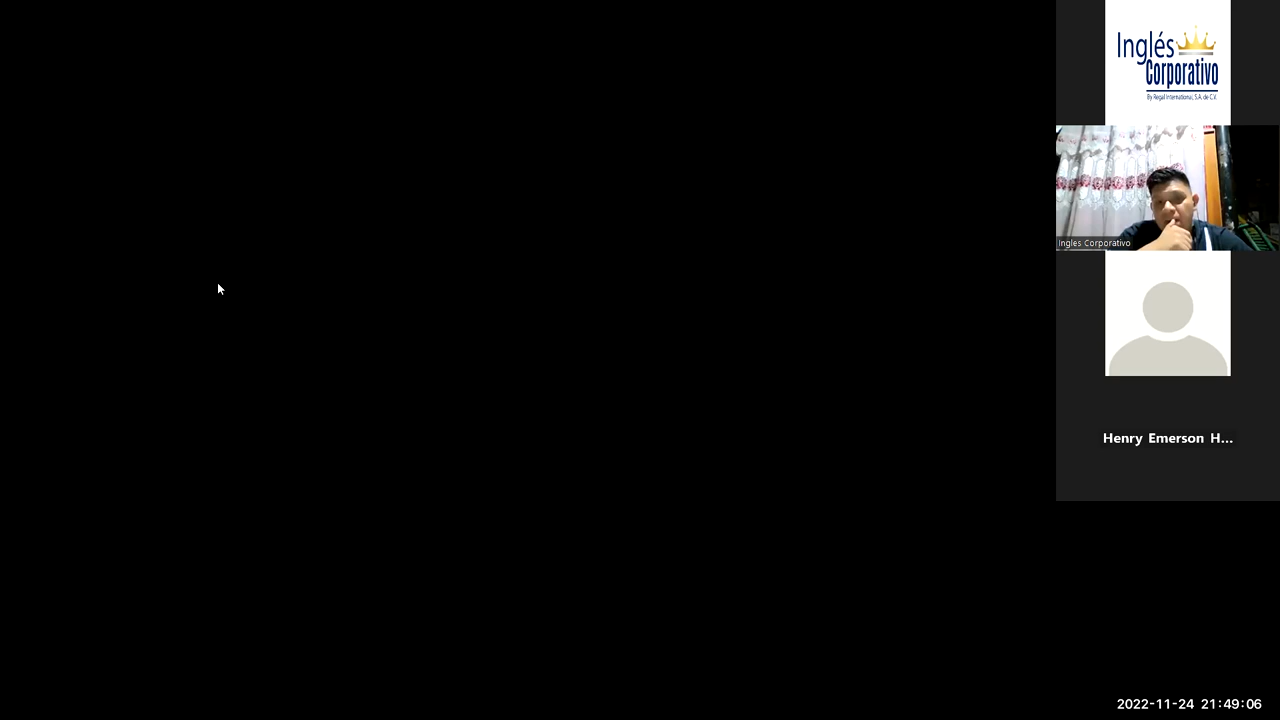 Inglés
Corporativo
By Regal International, S.A. de C.V.
Ingles Corporativo
Henry Emerson H...
2022-11-24 21:49:06